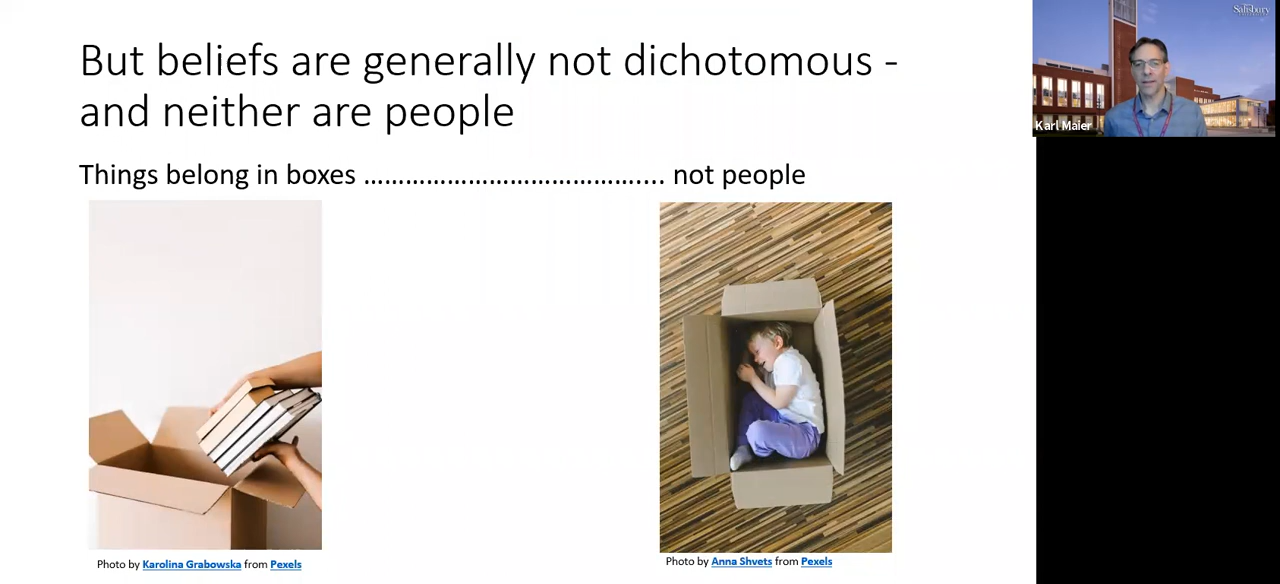 But beliefs are generally not dichotomous -
and neither are people
Things belong in boxes ………………………………….... not people
Photo by Karolina Grabowska from Pexels
Photo by Anna Shvets from Pexels
Salisbury
Karl Maier